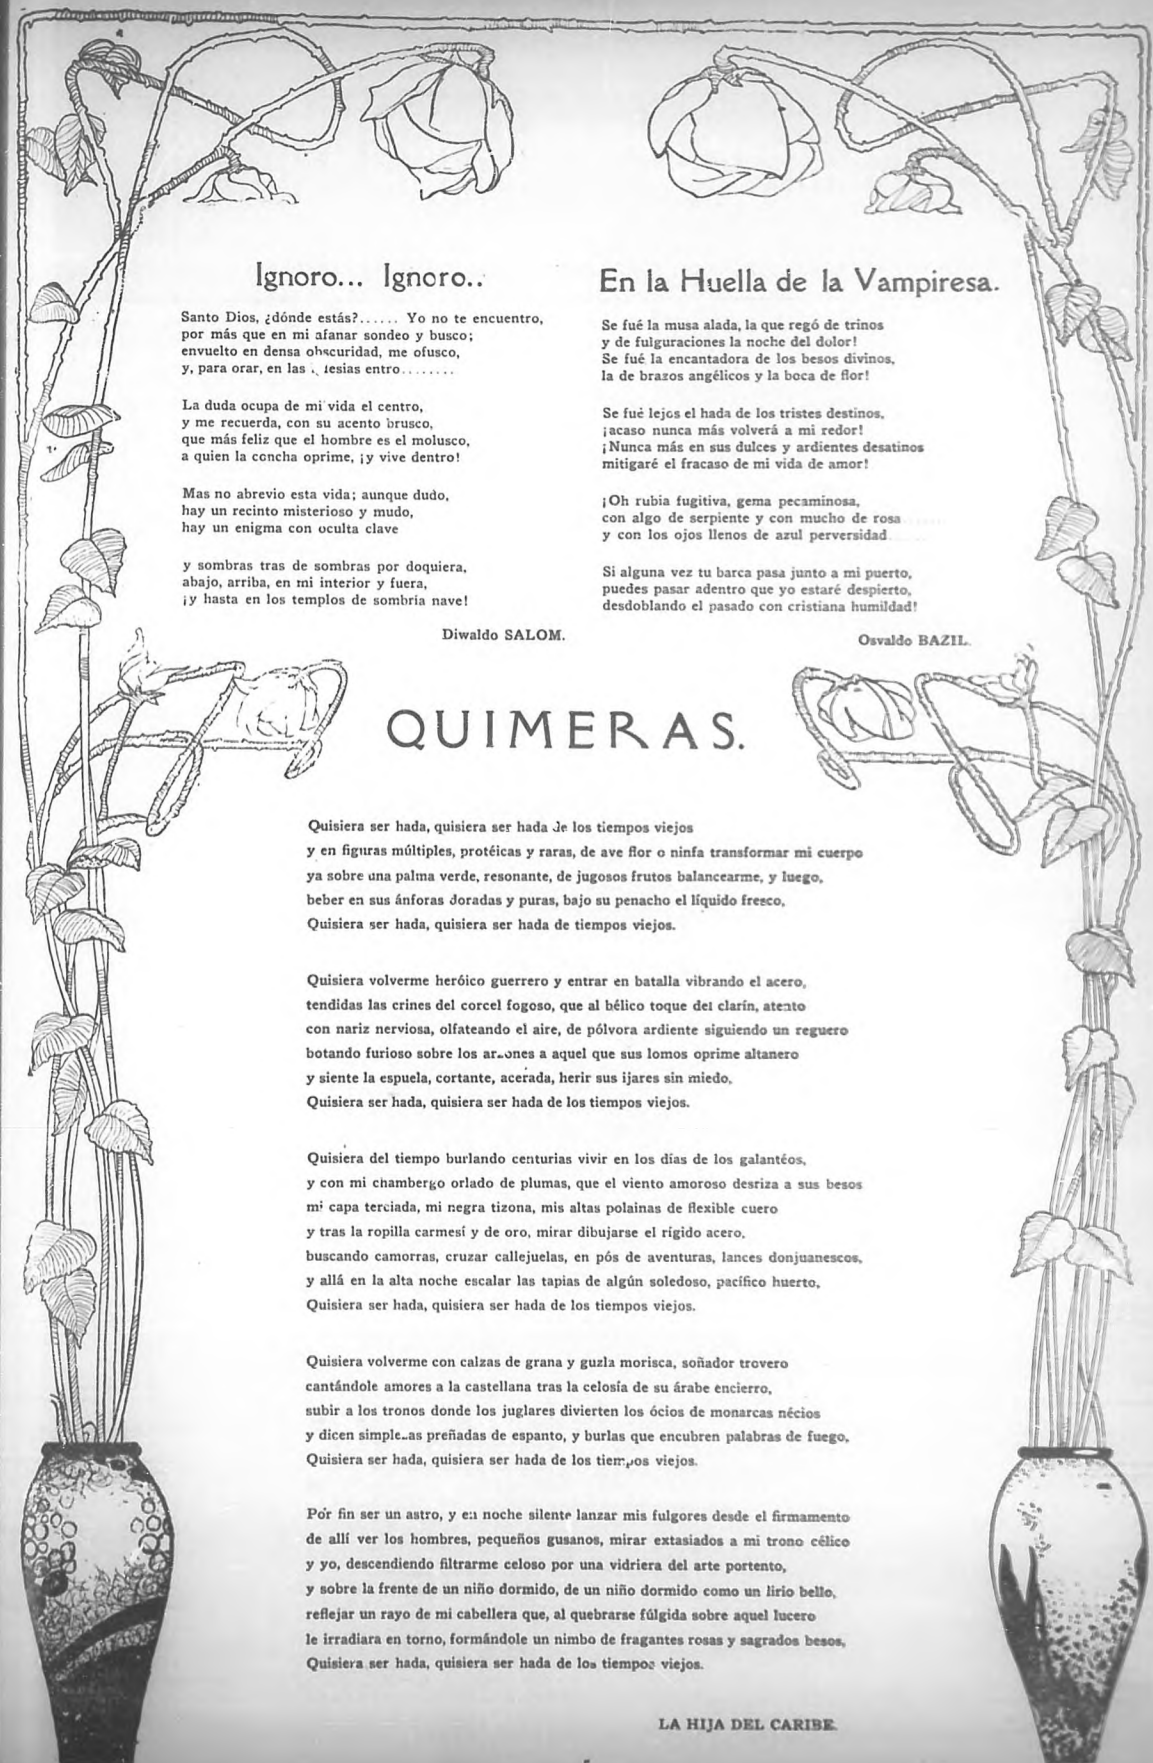 Ignoro... Ignoro..
Santo Dios, ¿dónde estás?...... Yo no te encuentro,
por más que en mi afanar sondeo y busco;
envuelto en densa obscuridad, me ofusco,
y, para orar, en las entro........
La duda ocupa de mi vida el centro,
y me recuerda, con su acento brusco,
que más feliz que el hombre es el molusco,
a quien la concha oprime, ¡y vive dentro!
Mas no abrevio esta vida; aunque dudo,
hay un recinto misterioso y mudo,
hay un enigma con oculta clave
y sombras tras de sombras por doquiera,
abajo, arriba, en mi interior y fuera,
¡y hasta en los templos de sombría nave!
Diwaldo SALOM.
En la Huella de la Vampiresa.
Se fué la musa alada, la que regó de trinos
y de fulguraciones la noche del dolor!
Se fué la encantadora de los besos divinos,
la de brazos angélicos y la boca de flor!
Se fué lejos el hada de los tristes destinos,
¡acaso nunca más volverá a mi redor!
¡Nunca más en sus dulces y ardientes desatinos
mitigaré el fracaso de mi vida de amor!
¡Oh rubia fugitiva, gema pecaminosa,
con algo de serpiente y con mucho de rosa
y con los ojos llenos de azul perversidad
Si alguna vez tu barca pasa junto a mi puerto,
puedes pasar adentro que yo estaré despierto,
desdoblando el pasado con cristiana humildad!
Osvaldo BAZIL.
QUIMERAS.
Quisiera ser hada, quisiera ser hada de los tiempos viejos
y en figuras múltiples, protéicas y raras, de ave flor o ninfa transformar mi cuerpo
ya sobre una palma verde, resonante, de jugosos frutos balancearme, y luego,
beber en sus ánforas doradas y puras, bajo su penacho el líquido fresco,
Quisiera ser hada, quisiera ser hada de tiempos viejos.
Quisiera volverme heróico guerrero y entrar en batalla vibrando el acero,
tendidas las crines del corcel fogoso, que al bélico toque del clarín, atento
con nariz nerviosa, olfateando el aire, de pólvora ardiente siguiendo un reguero
botando furioso sobre los arzones a aquel que sus lomos oprime altanero
y siente la espuela, cortante, acerada, herir sus ijares sin miedo,
Quisiera ser hada, quisiera ser hada de los tiempos viejos.
Quisiera del tiempo burlando centurias vivir en los días de los galantéos,
y con mi chambergo orlado de plumas, que el viento amoroso desriza a sus besos
mi capa terciada, mi negra tizona, mis altas polainas de flexible cuero
y tras la ropilla carmesí y de oro, mirar dibujarse el rígido acero,
buscando camorras, cruzar callejuelas, en pós de aventuras, lances donjuanescos,
y allá en la alta noche escalar las tapias de algún soledoso, pacífico huerto,
Quisiera ser hada, quisiera ser hada de los tiempos viejos.
Quisiera volverme con calzas de grana y guzla morisca, soñador trovero
cantándole amores a la castellana tras la celosía de su árabe encierro,
subir a los tronos donde los juglares divierten los ócios de monarcas nécios
y dicen simplezas preñadas de espanto, y burlas que encubren palabras de fuego,
Quisiera ser hada, quisiera ser hada de los tiempos viejos.
Por fin ser un astro, y en noche silente lanzar mis fulgores desde el firmamento
de allí ver los hombres, pequeños gusanos, mirar extasiados a mi trono célico
y yo, descendiendo filtrarme celoso por una vidriera del arte portento,
y sobre la frente de un niño dormido, de un niño dormido como un lirio bello,
reflejar un rayo de mi cabellera que, al quebrarse fúlgida sobre aquel lucero
le irradiara en torno, formándole un nimbo de fragantes rosas y sagrados besos,
Quisiera ser hada, quisiera ser hada de los tiempos viejos.
LA HIJA DEL CARIBE.